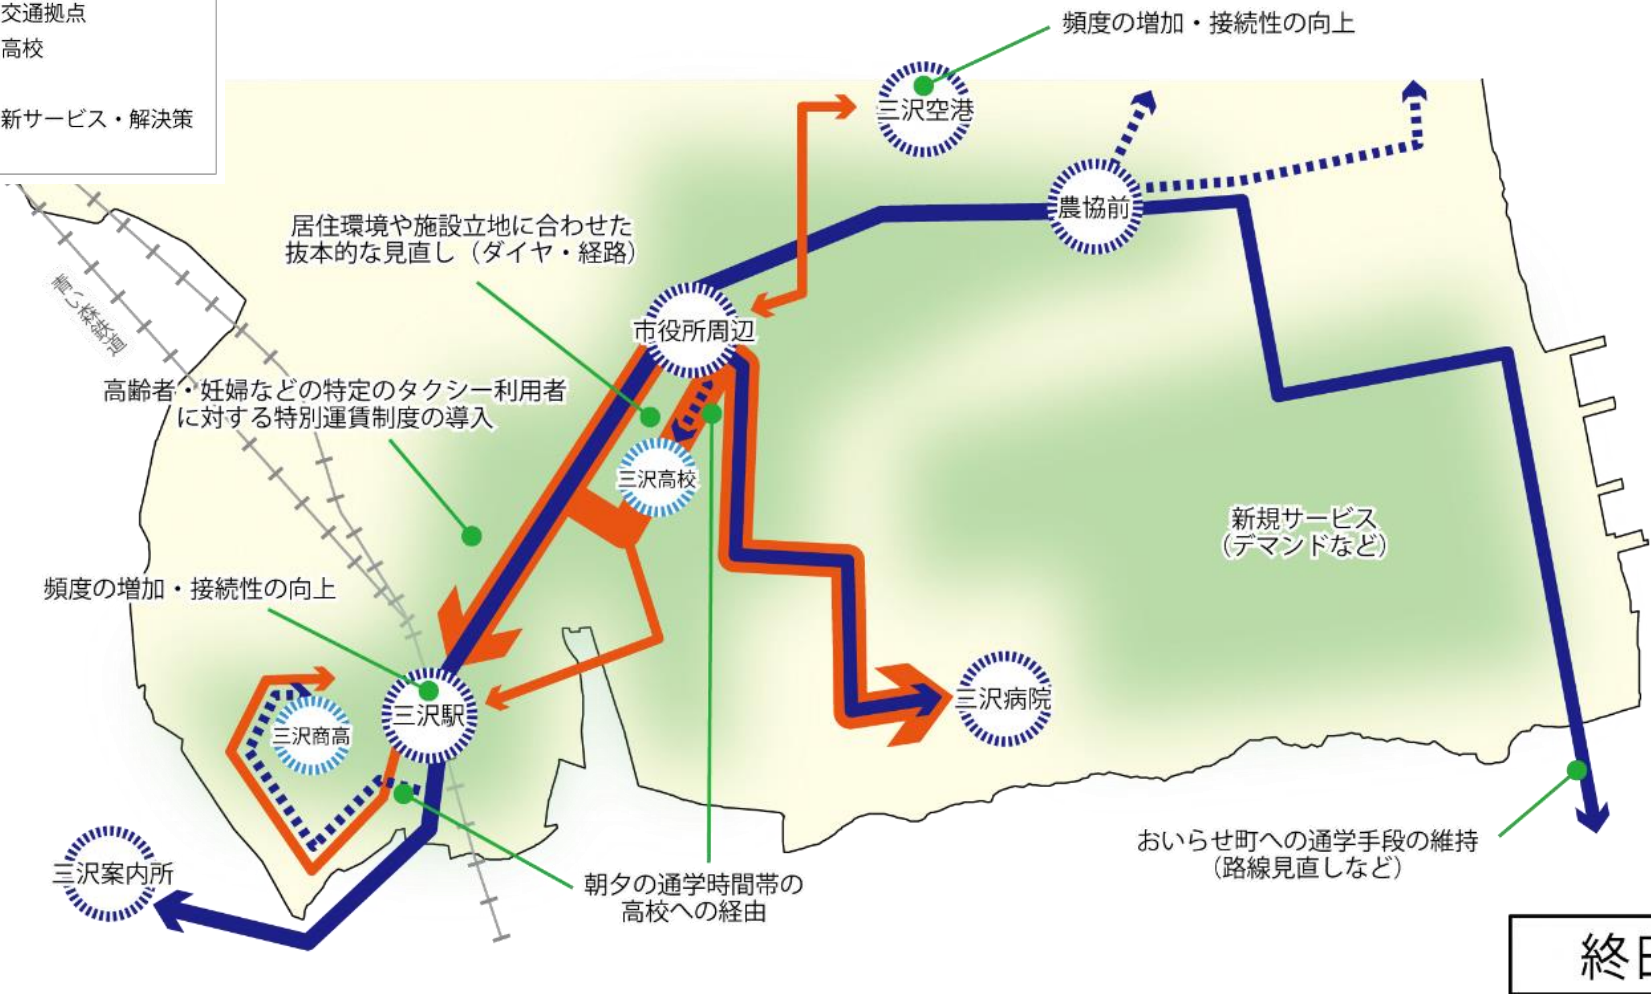 交通拠点
高校
新サービス・解決策
頻度の増加・接続性の向上
三沢空港
農協前
居住環境や施設立地に合わせた
抜本的な見直し（ダイヤ・経路）
青い森鉄道
市役所周辺
高齢者・妊婦などの特定のタクシー利用者
に対する特別運賃制度の導入
三沢高校
新規サービス
（デマンドなど）
頻度の増加・接続性の向上
三沢駅
三沢病院
三沢商高
おいらせ町への通学手段の維持
（路線見直しなど）
三沢案内所
朝夕の通学時間帯の
高校への経由